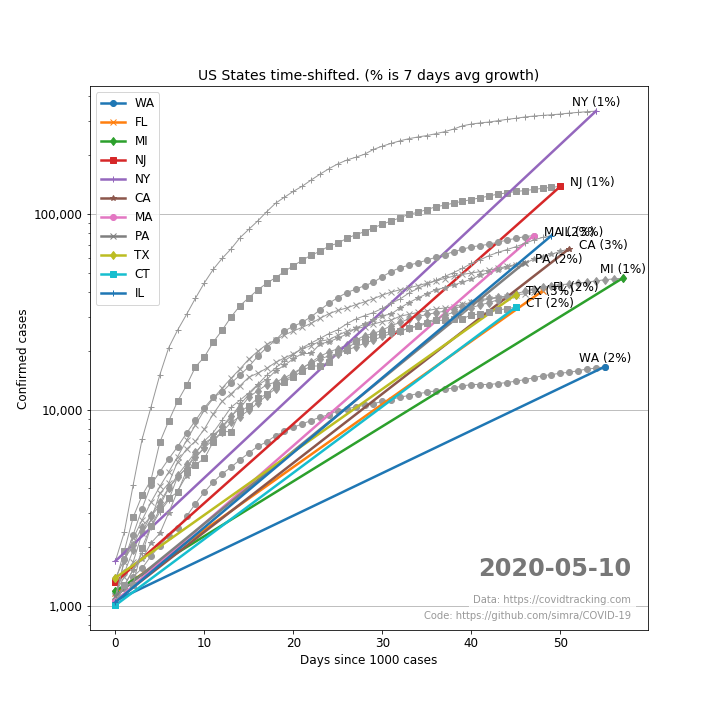 US States time-shifted. (% is 7 days avg growth)
WA
FL
MI
NJ
NY
CA
MA
PA
TX
CT
IL
NY (1%)
NJ (1%)
CA (3%)
PA (2%)
MI (1%)
TX (3%)
CT (2%)
WA (2%)
100,000
10,000
1,000
Confirmed cases
2020-05-10
Data: https://covidtracking.com
Code: https://github.com/simra/COVID-19
0 10 20 30 40 50
Days since 1000 cases